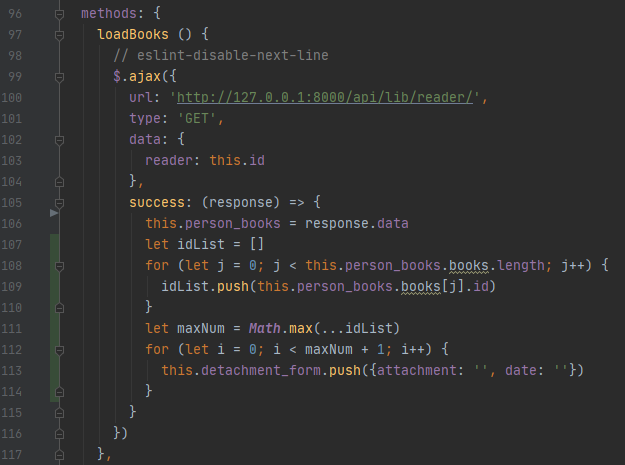 96 methods: {
97 loadBooks () {
98 // eslint-disable-next-line
99 $.ajax({
100 url: 'http://127.0.0.1:8000/api/lib/reader/',
101 type: 'GET',
102 data: {
103 reader: this.id
104 },
105 success: (response) => {
106 this.person_books = response.data
107 let idList = []
108 for (let j = 0; j < this.person_books.books.length; j++) {
109 idList.push(this.person_books.books[j].id)
110 }
111 let maxNum = Math.max(...idList)
112 for (let i = 0; i < maxNum + 1; i++) {
113 this.detachment_form.push({attachment: '', date: ''})
114 }
115 }
116 })
117 },